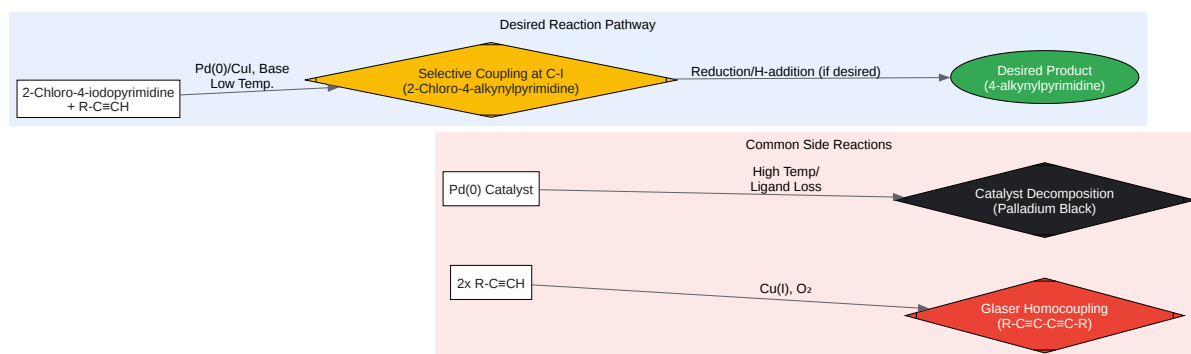 Desired Reaction Pathway
2-Chloro-4-iodopyrimidine
+ R-C≡CH
Pd(0)/CuI, Base
Low Temp.
Selective Coupling at C-I
(2-Chloro-4-alkynylpyrimidine)
Reduction/H-addition (if desired)
Desired Product
(4-alkynylpyrimidine)
Common Side Reactions
Pd(0) Catalyst
High Temp/
Ligand Loss
Catalyst Decomposition
(Palladium Black)
2x R-C≡CH
Cu(I), O₂
Glaser Homocoupling
(R-C≡C-C≡C-R)